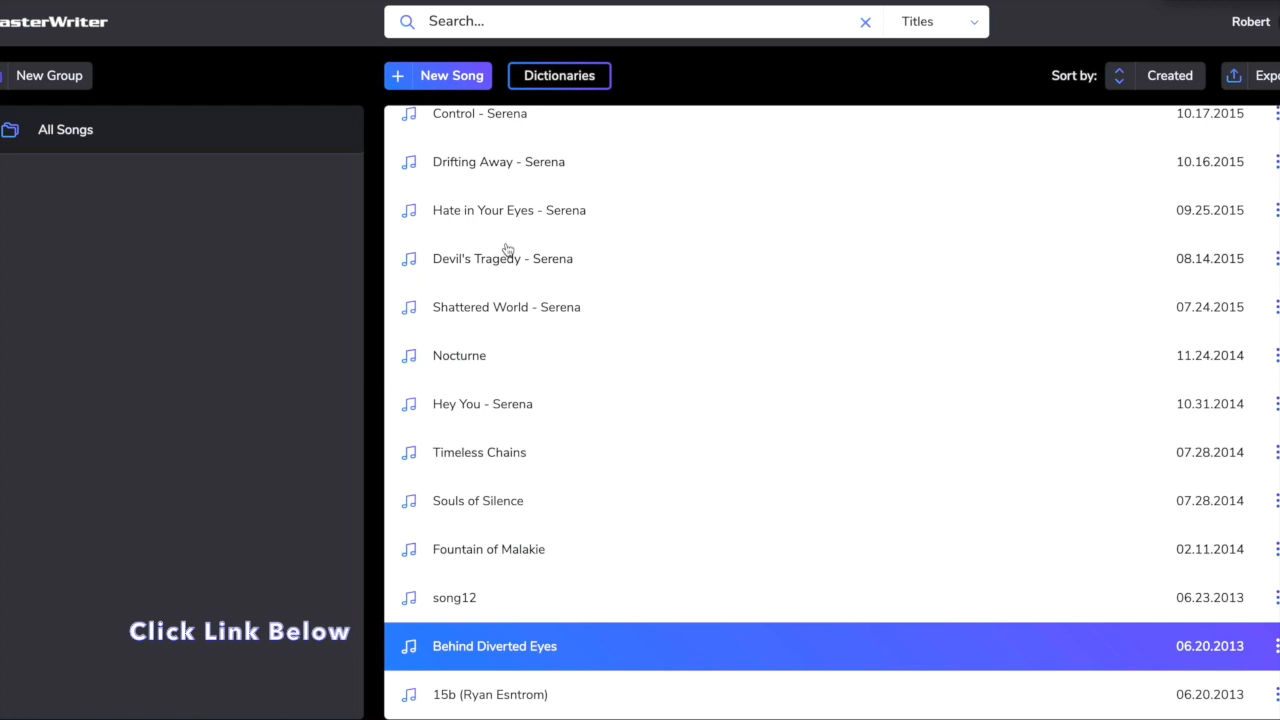 asterWriter
Search...
Titles
Robert
New Group
New Song
Dictionaries
Sort by:
Created
Expo
All Songs
Control - Serena 10.17.2015
Drifting Away - Serena 10.16.2015
Hate in Your Eyes - Serena 09.25.2015
Devil's Tragedy - Serena 08.14.2015
Shattered World - Serena 07.24.2015
Nocturne 11.24.2014
Hey You - Serena 10.31.2014
Timeless Chains 07.28.2014
Souls of Silence 07.28.2014
Fountain of Malakie 02.11.2014
song12 06.23.2013
Behind Diverted Eyes 06.20.2013
15b (Ryan Esntrom) 06.20.2013
Click Link Below